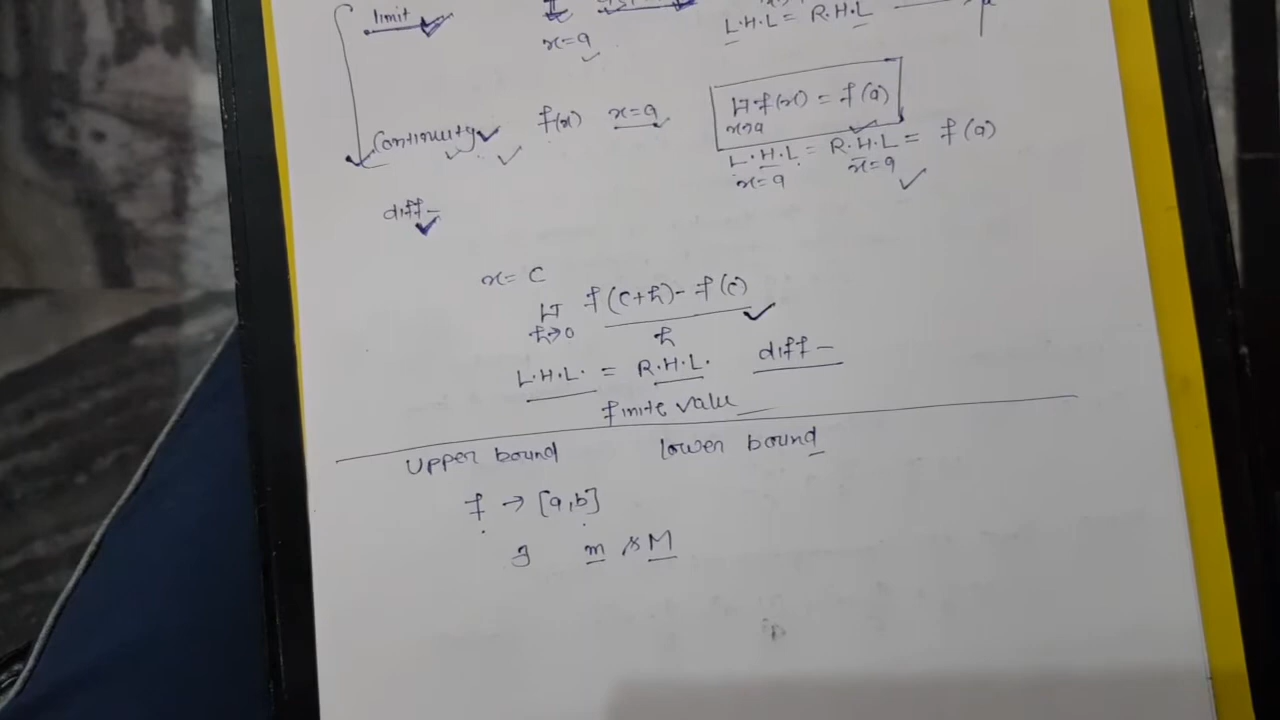 limit
x=a
L.H.L = R.H.L
Continuity f(x) x=a
Lt f(x) = f(a)
x→a
L.H.L = R.H.L = f(a)
x=a x=a
diff-
x= C
Lt f(C+h)- f(c)
h→0 h
L.H.L. = R.H.L. diff-
finite value
Upper bound lower bound
f → [a,b]
m & M